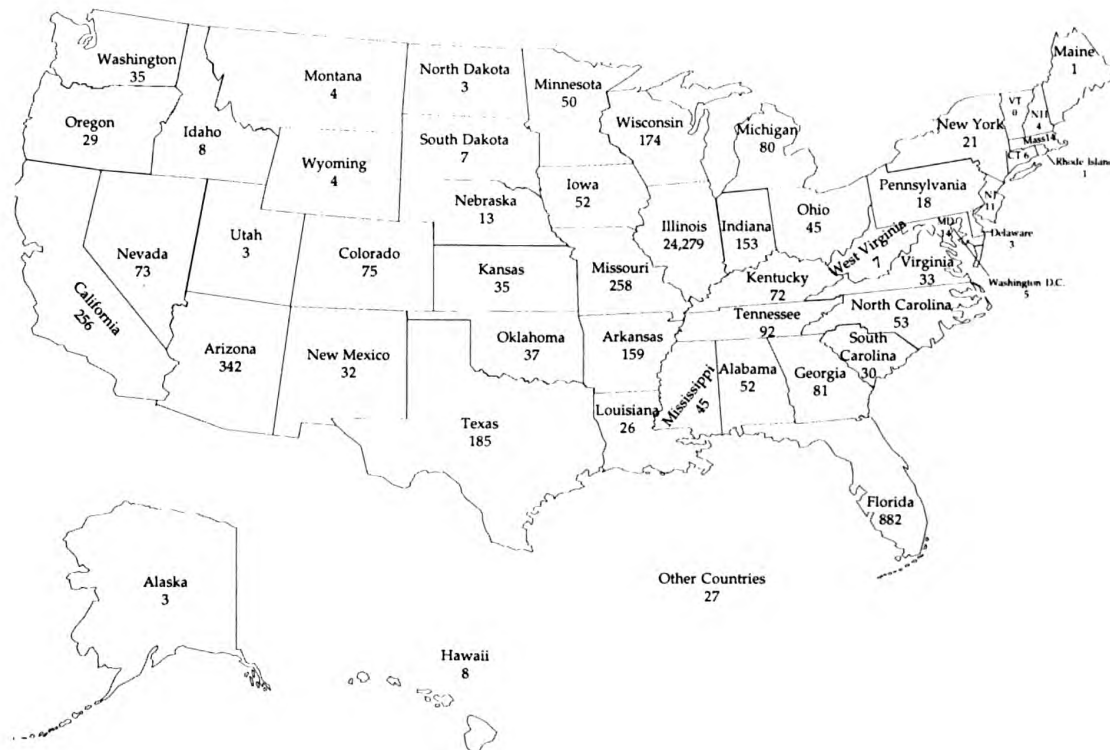 Washington
35
Oregon
29
Idaho
8
Montana
4
North Dakota
3
Minnesota
50
Wisconsin
174
Michigan
80
New York
21
VT
0
NH
4
Maine
1
Mass14
CT 6
Rhode Island
1
Wyoming
4
South Dakota
7
Iowa
52
Nebraska
13
Nevada
73
Utah
3
Colorado
75
California
256
Kansas
35
Missouri
258
Illinois
24,279
Indiana
153
Ohio
45
Pennsylvania
18
NJ
11
MD
14
Delaware
3
West Virginia
7
Virginia
33
Washington D.C.
5
Kentucky
72
Tennessee
92
North Carolina
53
South
Carolina
30
Arizona
342
New Mexico
32
Oklahoma
37
Arkansas
159
Mississippi
45
Alabama
52
Georgia
81
Texas
185
Louisiana
26
Florida
882
Alaska
3
Hawaii
8
Other Countries
27